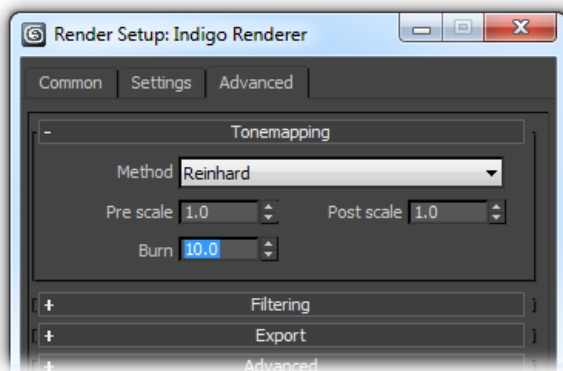 Render Setup: Indigo Renderer
Common Settings Advanced
- Tonemapping
Method Reinhard
Pre scale 1.0 Post scale 1.0
Burn 10.0
+ Filtering
+ Export
+ Advanced